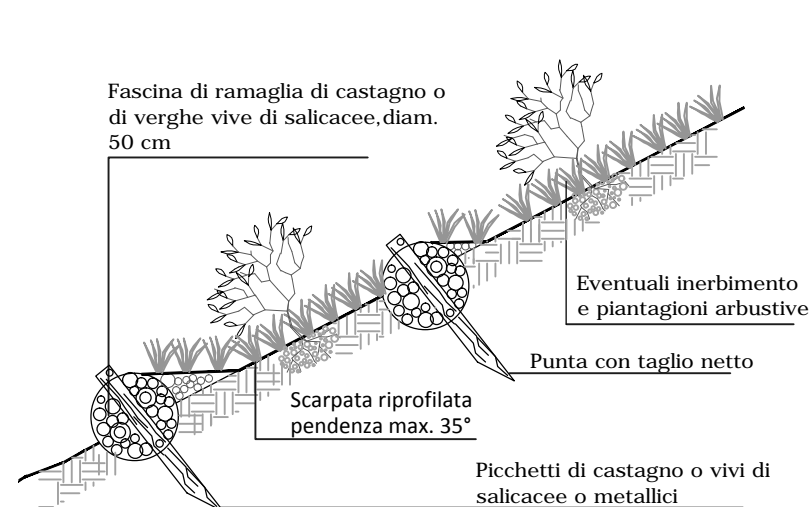 Fascina di ramaglia di castagno o
di verghe vive di salicacee,diam.
50 cm
Eventuali inerbimento
e piantagioni arbustive
Punta con taglio netto
Scarpata riprofilata
pendenza max. 35°
Picchetti di castagno o vivi di
salicacee o metallici